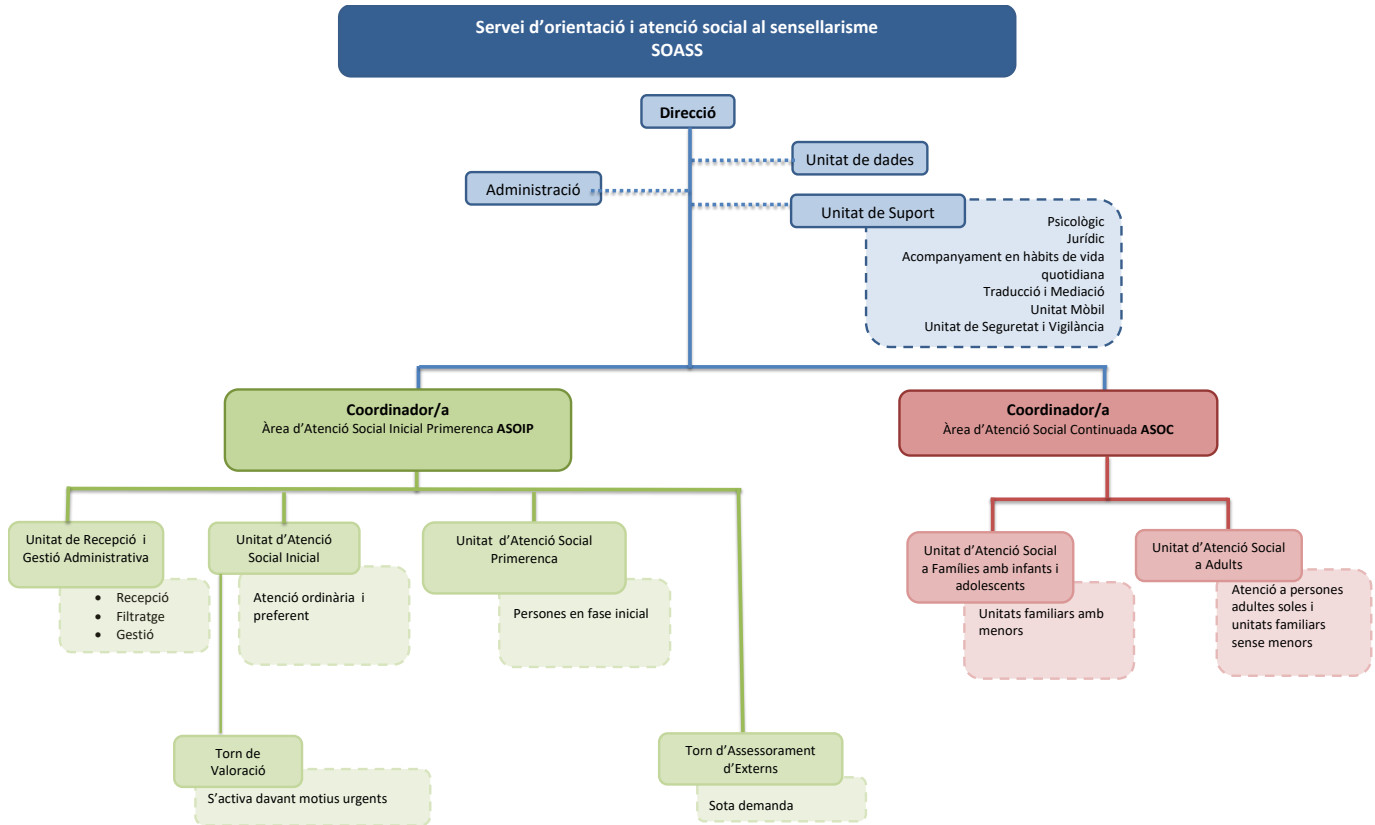 Servei d’orientació i atenció social al sensellarisme
SOASS
Direcció
Unitat de dades
Administració
Unitat de Suport
Psicològic
Jurídic
Acompanyament en hàbits de vida
quotidiana
Traducció i Mediació
Unitat Mòbil
Unitat de Seguretat i Vigilància
Coordinador/a
Àrea d’Atenció Social Inicial Primerenca ASOIP
Coordinador/a
Àrea d’Atenció Social Continuada ASOC
Unitat de Recepció i
Gestió Administrativa
• Recepció
• Filtratge
• Gestió
Unitat d’Atenció
Social Inicial
Atenció ordinària i
preferent
Unitat d’Atenció Social
Primerenca
Persones en fase inicial
Unitat d’Atenció Social
a Famílies amb infants i
adolescents
Unitats familiars amb
menors
Unitat d’Atenció Social
a Adults
Atenció a persones
adultes soles i
unitats familiars
sense menors
Torn de
Valoració
S’activa davant motius urgents
Torn d’Assessorament
d’Externs
Sota demanda